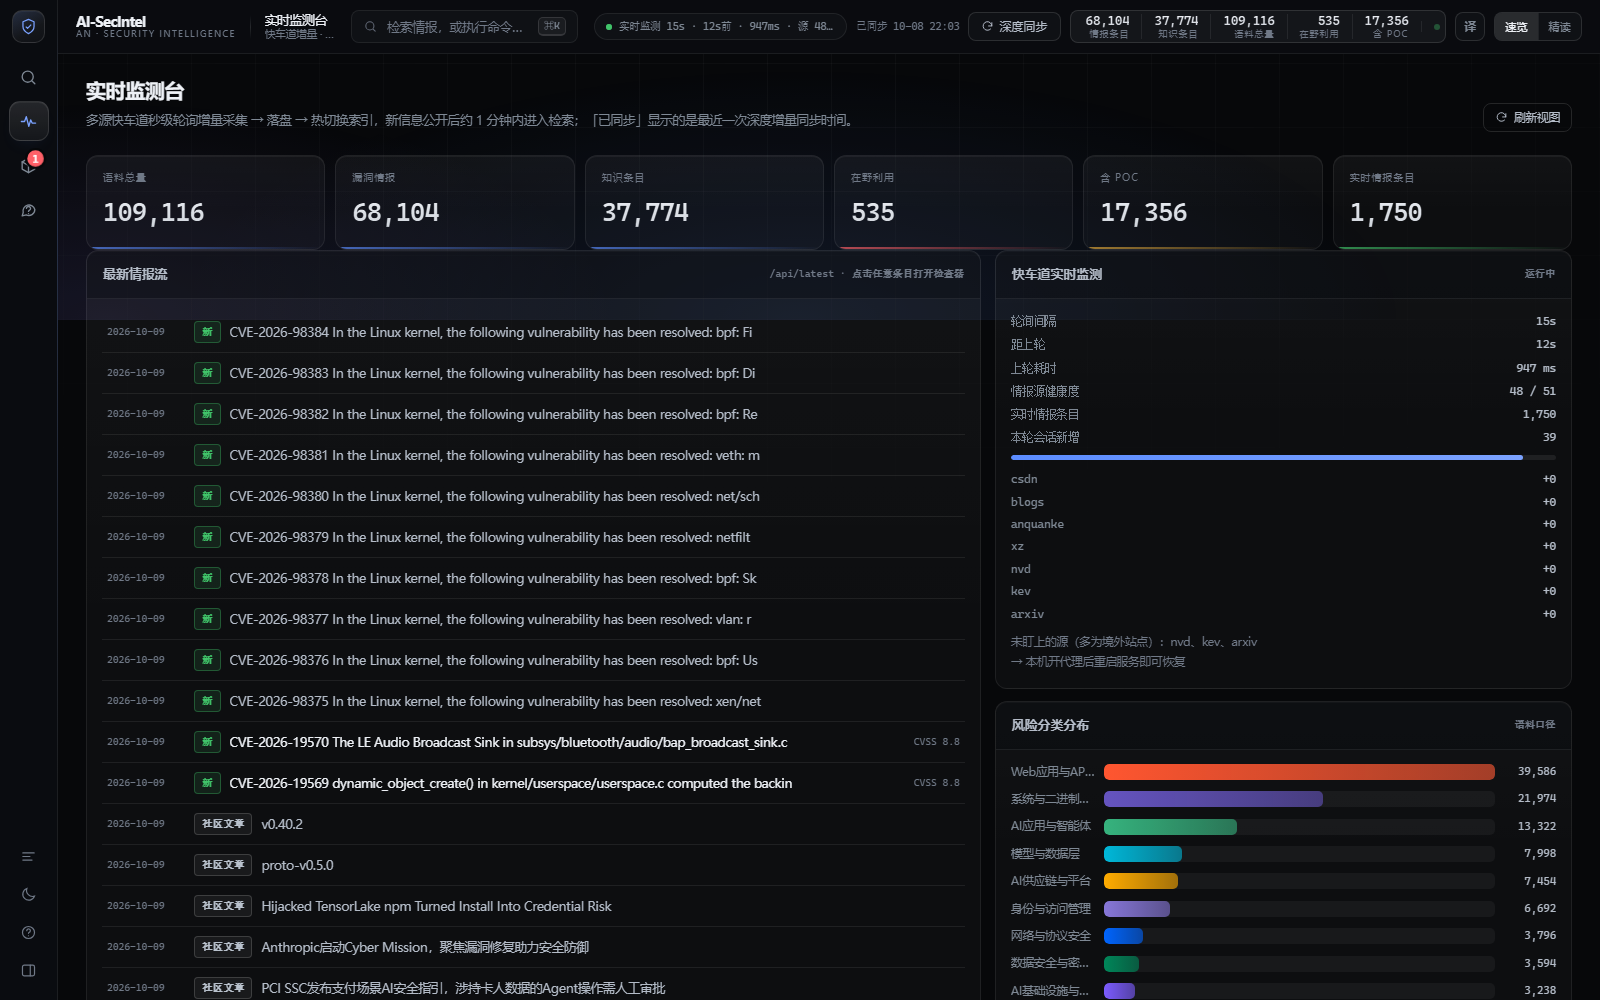 AI-SecIntel
AN · SECURITY INTELLIGENCE
实时监测台
快车道增量 · ...
检索情报，或执行命令... ⌘K
实时监测 15s · 12s前 · 947ms · 源 48…
已同步 10-08 22:03
深度同步
68,104 情报条目
37,774 知识条目
109,116 语料总量
535 在野利用
17,356 含 POC
译
速览 精读
1
实时监测台
多源快车道秒级轮询增量采集 → 落盘 → 热切换索引，新信息公开后约 1 分钟内进入检索；「已同步」显示的是最近一次深度增量同步时间。
刷新视图
语料总量
109,116
漏洞情报
68,104
知识条目
37,774
在野利用
535
含 POC
17,356
实时情报条目
1,750
最新情报流 /api/latest · 点击任意条目打开检查器
2026-10-09 新 CVE-2026-98384 In the Linux kernel, the following vulnerability has been resolved: bpf: Fi
2026-10-09 新 CVE-2026-98383 In the Linux kernel, the following vulnerability has been resolved: bpf: Di
2026-10-09 新 CVE-2026-98382 In the Linux kernel, the following vulnerability has been resolved: bpf: Re
2026-10-09 新 CVE-2026-98381 In the Linux kernel, the following vulnerability has been resolved: veth: m
2026-10-09 新 CVE-2026-98380 In the Linux kernel, the following vulnerability has been resolved: net/sch
2026-10-09 新 CVE-2026-98379 In the Linux kernel, the following vulnerability has been resolved: netfilt
2026-10-09 新 CVE-2026-98378 In the Linux kernel, the following vulnerability has been resolved: bpf: Sk
2026-10-09 新 CVE-2026-98377 In the Linux kernel, the following vulnerability has been resolved: vlan: r
2026-10-09 新 CVE-2026-98376 In the Linux kernel, the following vulnerability has been resolved: bpf: Us
2026-10-09 新 CVE-2026-98375 In the Linux kernel, the following vulnerability has been resolved: xen/net
2026-10-09 新 CVE-2026-19570 The LE Audio Broadcast Sink in subsys/bluetooth/audio/bap_broadcast_sink.c CVSS 8.8
2026-10-09 新 CVE-2026-19569 dynamic_object_create() in kernel/userspace/userspace.c computed the backin CVSS 8.8
2026-10-09 社区文章 v0.40.2
2026-10-09 社区文章 proto-v0.5.0
2026-10-09 社区文章 Hijacked TensorLake npm Turned Install Into Credential Risk
2026-10-09 社区文章 Anthropic启动Cyber Mission，聚焦漏洞修复助力安全防御
2026-10-09 社区文章 PCI SSC发布支付场景AI安全指引，涉持卡人数据的Agent操作需人工审批
快车道实时监测 运行中
轮询间隔 15s
距上轮 12s
上轮耗时 947 ms
情报源健康度 48 / 51
实时情报条目 1,750
本轮会话新增 39
csdn +0
blogs +0
anquanke +0
xz +0
nvd +0
kev +0
arxiv +0
未盯上的源（多为境外站点）：nvd、kev、arxiv
→ 本机开代理后重启服务即可恢复
风险分类分布 语料口径
Web应用与AP... 39,586
系统与二进制... 21,974
AI应用与智能体 13,322
模型与数据层 7,998
AI供应链与平台 7,454
身份与访问管理 6,692
网络与协议安全 3,796
数据安全与密... 3,594
AI基础设施与... 3,238